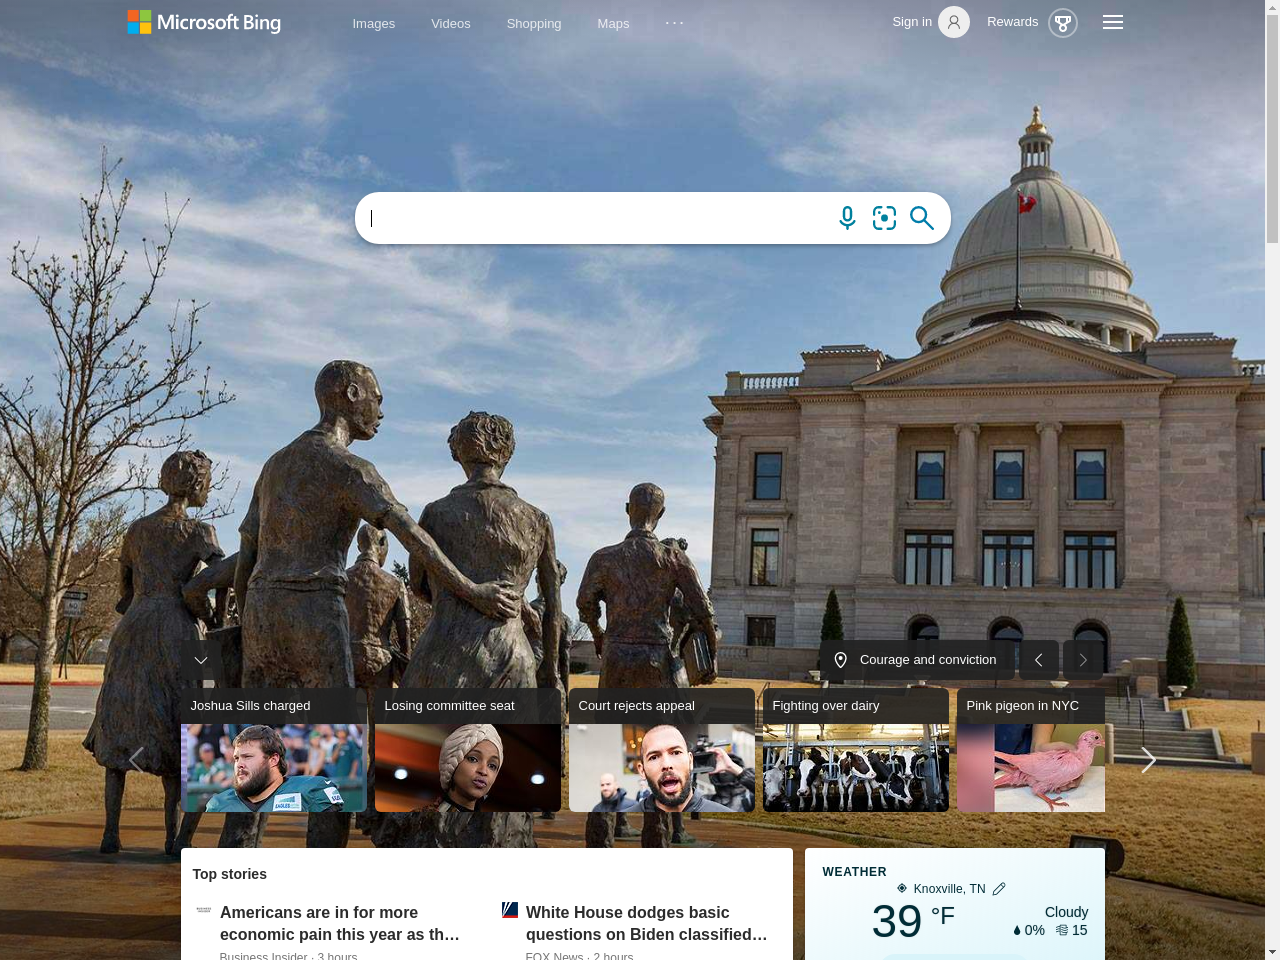 Microsoft Bing
Images
Videos
Shopping
Maps
Sign in
Rewards
Courage and conviction
Joshua Sills charged
Losing committee seat
Court rejects appeal
Fighting over dairy
Pink pigeon in NYC
Top stories
Americans are in for more
economic pain this year as th…
Business Insider · 3 hours
White House dodges basic
questions on Biden classified…
FOX News · 2 hours
WEATHER
Knoxville, TN
39 °F
Cloudy
0% 15